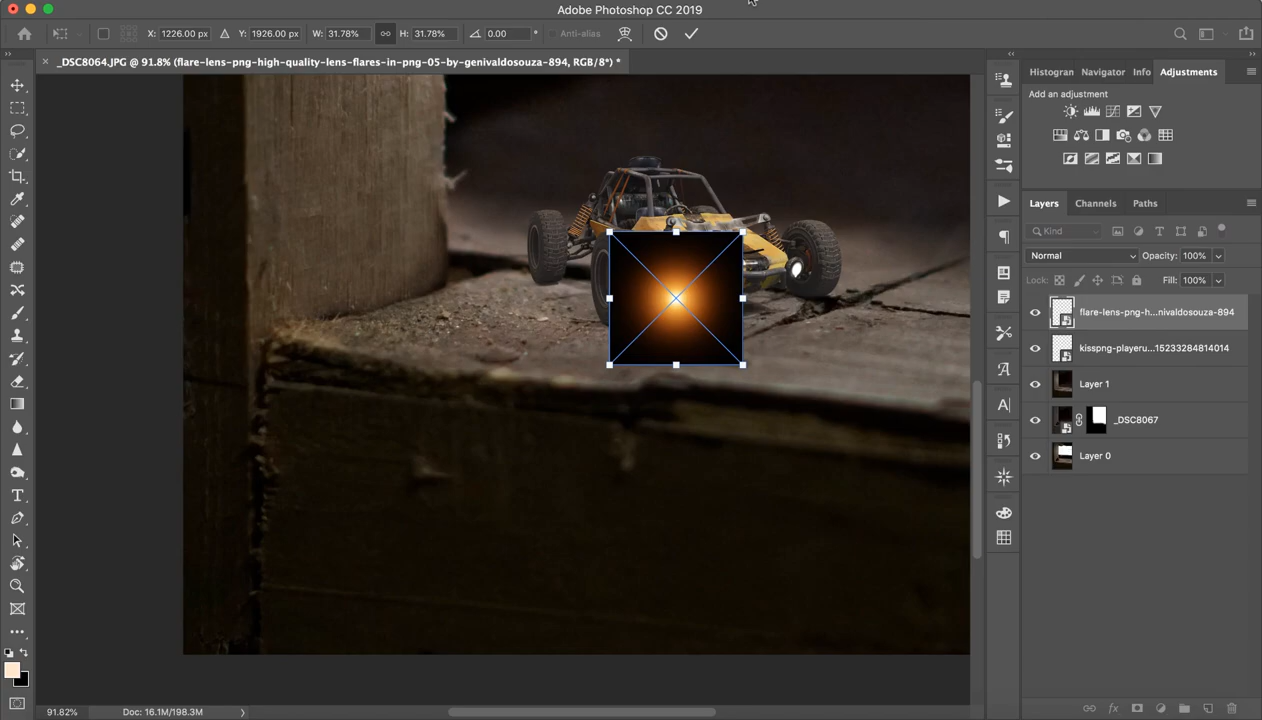 Adobe Photoshop CC 2019
X: 1226.00 px Y: 1926.00 px W: 31.78% H: 31.78% 0.00 ° Anti-alias
_DSC8064.JPG @ 91.8% (flare-lens-png-high-quality-lens-flares-in-png-05-by-genivaldosouza-894, RGB/8*) *
Histogran Navigator Info Adjustments
Add an adjustment
Layers Channels Paths
Kind
Normal Opacity: 100%
Lock: Fill: 100%
flare-lens-png-h...nivaldosouza-894
kisspng-playeru...15233284814014
Layer 1
_DSC8067
Layer 0
91.82% Doc: 16.1M/198.3M